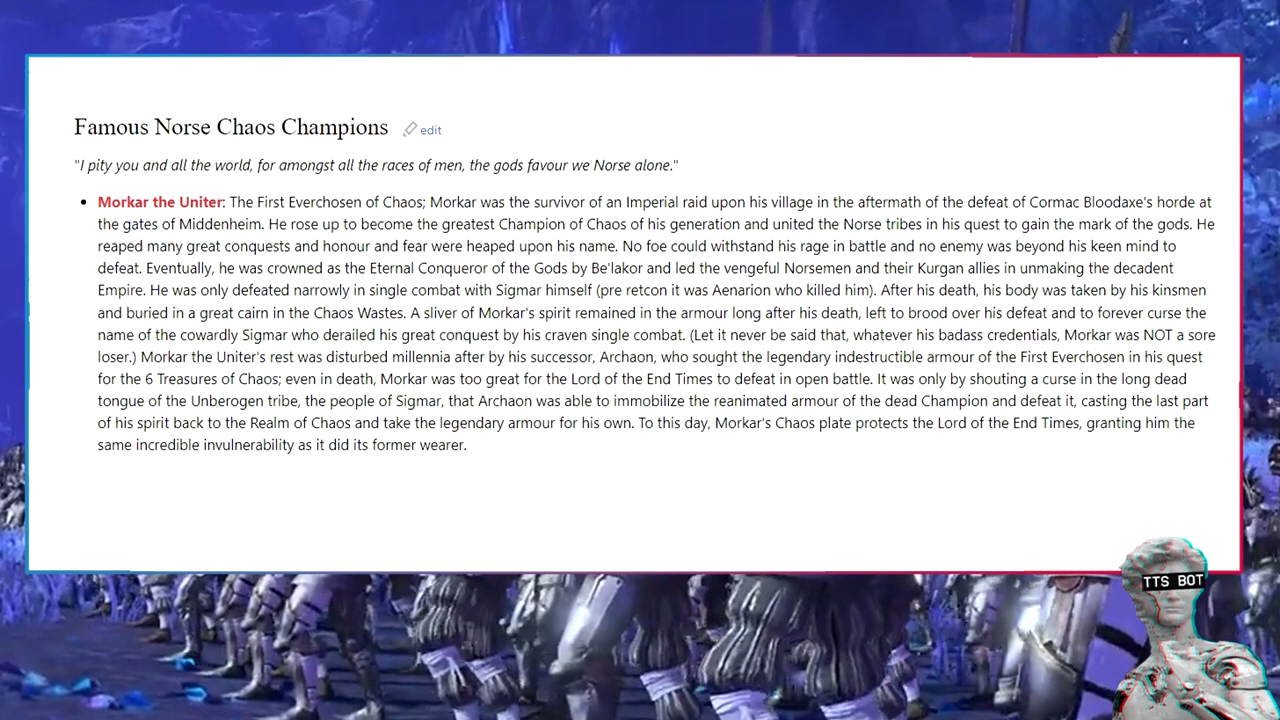 Famous Norse Chaos Champions edit
"I pity you and all the world, for amongst all the races of men, the gods favour we Norse alone."
Morkar the Uniter: The First Everchosen of Chaos; Morkar was the survivor of an Imperial raid upon his village in the aftermath of the defeat of Cormac Bloodaxe's horde at
the gates of Middenheim. He rose up to become the greatest Champion of Chaos of his generation and united the Norse tribes in his quest to gain the mark of the gods. He
reaped many great conquests and honour and fear were heaped upon his name. No foe could withstand his rage in battle and no enemy was beyond his keen mind to
defeat. Eventually, he was crowned as the Eternal Conqueror of the Gods by Be'lakor and led the vengeful Norsemen and their Kurgan allies in unmaking the decadent
Empire. He was only defeated narrowly in single combat with Sigmar himself (pre retcon it was Aenarion who killed him). After his death, his body was taken by his kinsmen
and buried in a great cairn in the Chaos Wastes. A sliver of Morkar's spirit remained in the armour long after his death, left to brood over his defeat and to forever curse the
name of the cowardly Sigmar who derailed his great conquest by his craven single combat. (Let it never be said that, whatever his badass credentials, Morkar was NOT a sore
loser.) Morkar the Uniter's rest was disturbed millennia after by his successor, Archaon, who sought the legendary indestructible armour of the First Everchosen in his quest
for the 6 Treasures of Chaos; even in death, Morkar was too great for the Lord of the End Times to defeat in open battle. It was only by shouting a curse in the long dead
tongue of the Unberogen tribe, the people of Sigmar, that Archaon was able to immobilize the reanimated armour of the dead Champion and defeat it, casting the last part
of his spirit back to the Realm of Chaos and take the legendary armour for his own. To this day, Morkar's Chaos plate protects the Lord of the End Times, granting him the
same incredible invulnerability as it did its former wearer.
TTS BOT